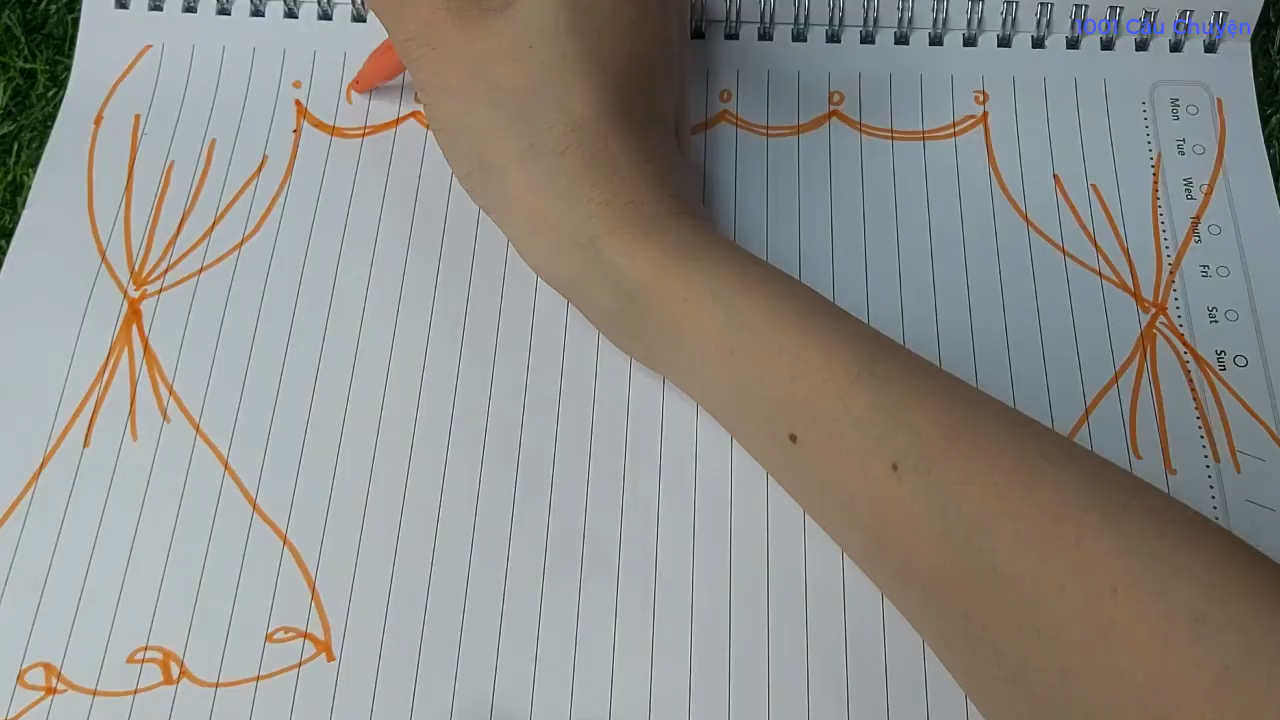 1001 Câu Chuyện
Mon
Tue
Wed
Thurs
Fri
Sat
Sun